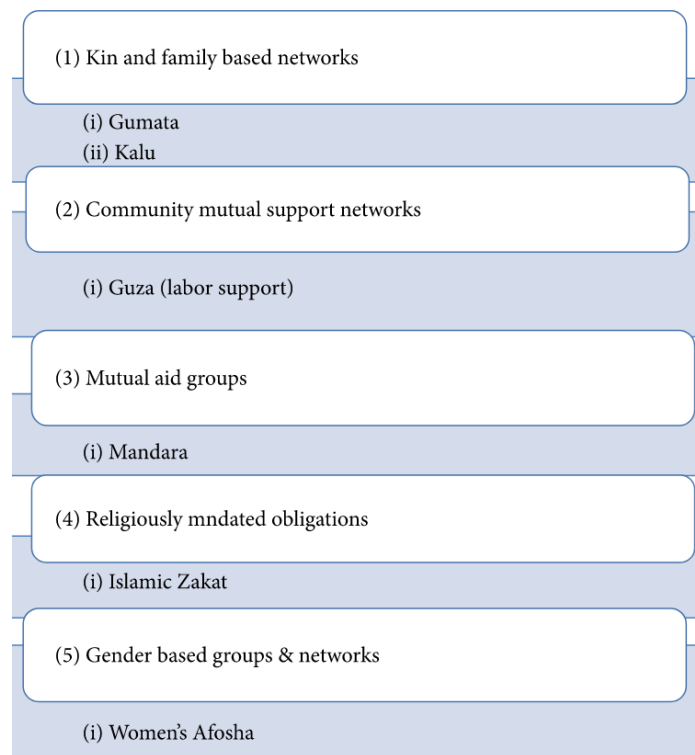 (1) Kin and family based networks
(i) Gumata
(ii) Kalu
(2) Community mutual support networks
(i) Guza (labor support)
(3) Mutual aid groups
(i) Mandara
(4) Religiously mndated obligations
(i) Islamic Zakat
(5) Gender based groups & networks
(i) Women’s Afosha